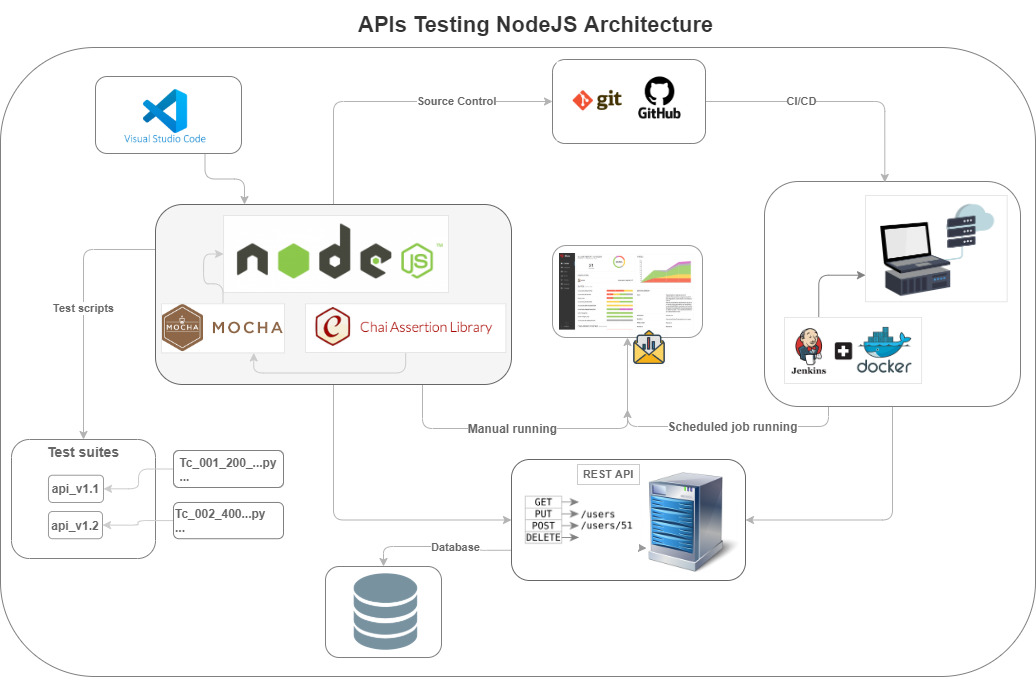 APIs Testing NodeJS Architecture
Visual Studio Code
Source Control
git
GitHub
CI/CD
node
JS
TM
MOCHA
MOCHA
Chai Assertion Library
Test scripts
Jenkins
docker
Manual running
Scheduled job running
Test suites
api_v1.1
api_v1.2
Tc_001_200_...py
...
Tc_002_400...py
...
REST API
GET
PUT
/users
POST
/users/51
DELETE
Database